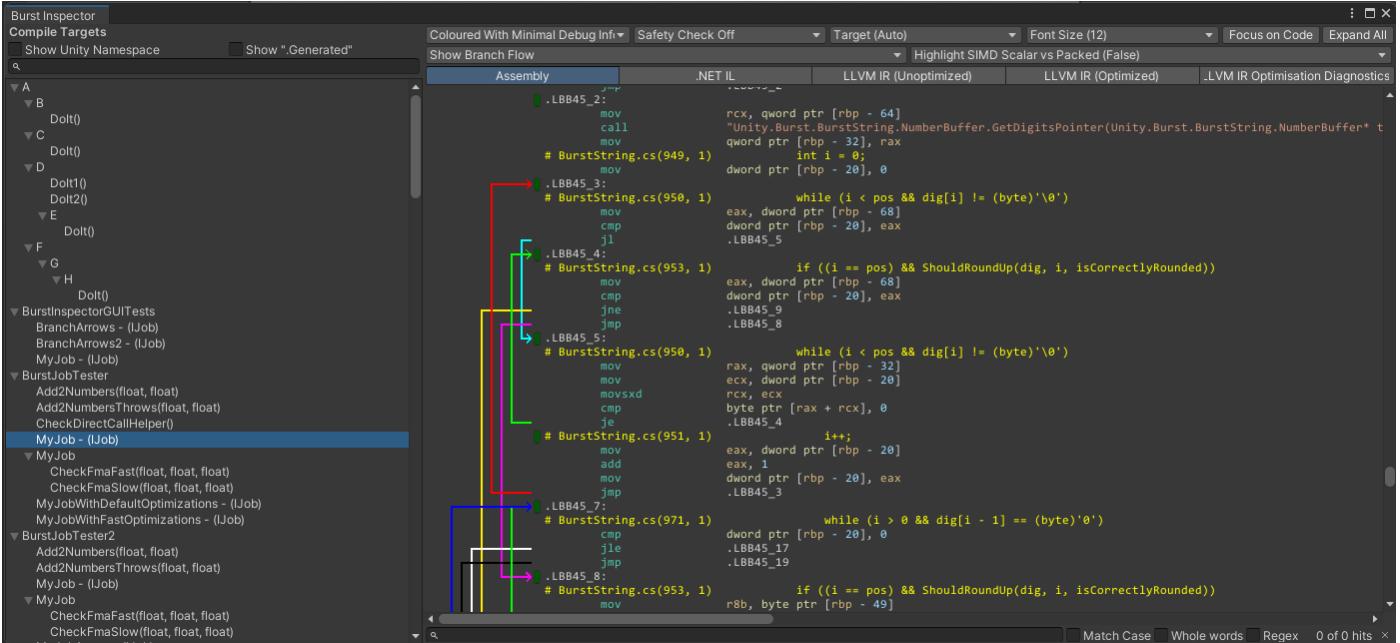 Burst Inspector
Compile Targets
Show Unity Namespace Show ".Generated"
A
B
DoIt()
C
DoIt()
D
DoIt1()
DoIt2()
E
DoIt()
F
G
H
DoIt()
BurstInspectorGUITests
BranchArrows - (IJob)
BranchArrows2 - (IJob)
MyJob - (IJob)
BurstJobTester
Add2Numbers(float, float)
Add2NumbersThrows(float, float)
CheckDirectCallHelper()
MyJob - (IJob)
MyJob
CheckFmaFast(float, float, float)
CheckFmaSlow(float, float, float)
MyJobWithDefaultOptimizations - (IJob)
MyJobWithFastOptimizations - (IJob)
BurstJobTester2
Add2Numbers(float, float)
Add2NumbersThrows(float, float)
MyJob - (IJob)
MyJob
CheckFmaFast(float, float, float)
CheckFmaSlow(float, float, float)
Coloured With Minimal Debug Inf Safety Check Off Target (Auto) Font Size (12) Focus on Code Expand All
Show Branch Flow Highlight SIMD Scalar vs Packed (False)
Assembly .NET IL LLVM IR (Unoptimized) LLVM IR (Optimized) LVM IR Optimisation Diagnostics
jmp .LBB45_2
.LBB45_2:
mov rcx, qword ptr [rbp - 64]
call "Unity.Burst.BurstString.NumberBuffer.GetDigitsPointer(Unity.Burst.BurstString.NumberBuffer* t
mov qword ptr [rbp - 32], rax
# BurstString.cs(949, 1) int i = 0;
mov dword ptr [rbp - 20], 0
.LBB45_3:
# BurstString.cs(950, 1) while (i < pos && dig[i] != (byte)'\0')
mov eax, dword ptr [rbp - 68]
cmp dword ptr [rbp - 20], eax
jl .LBB45_5
.LBB45_4:
# BurstString.cs(953, 1) if ((i == pos) && ShouldRoundUp(dig, i, isCorrectlyRounded))
mov eax, dword ptr [rbp - 68]
cmp dword ptr [rbp - 20], eax
jne .LBB45_9
jmp .LBB45_8
.LBB45_5:
# BurstString.cs(950, 1) while (i < pos && dig[i] != (byte)'\0')
mov rax, qword ptr [rbp - 32]
mov ecx, dword ptr [rbp - 20]
movsxd rcx, ecx
cmp byte ptr [rax + rcx], 0
je .LBB45_4
# BurstString.cs(951, 1) i++;
mov eax, dword ptr [rbp - 20]
add eax, 1
mov dword ptr [rbp - 20], eax
jmp .LBB45_3
.LBB45_7:
# BurstString.cs(971, 1) while (i > 0 && dig[i - 1] == (byte)'0')
cmp dword ptr [rbp - 20], 0
jle .LBB45_17
jmp .LBB45_19
.LBB45_8:
# BurstString.cs(953, 1) if ((i == pos) && ShouldRoundUp(dig, i, isCorrectlyRounded))
mov r8b, byte ptr [rbp - 49]
Match Case Whole words Regex 0 of 0 hits